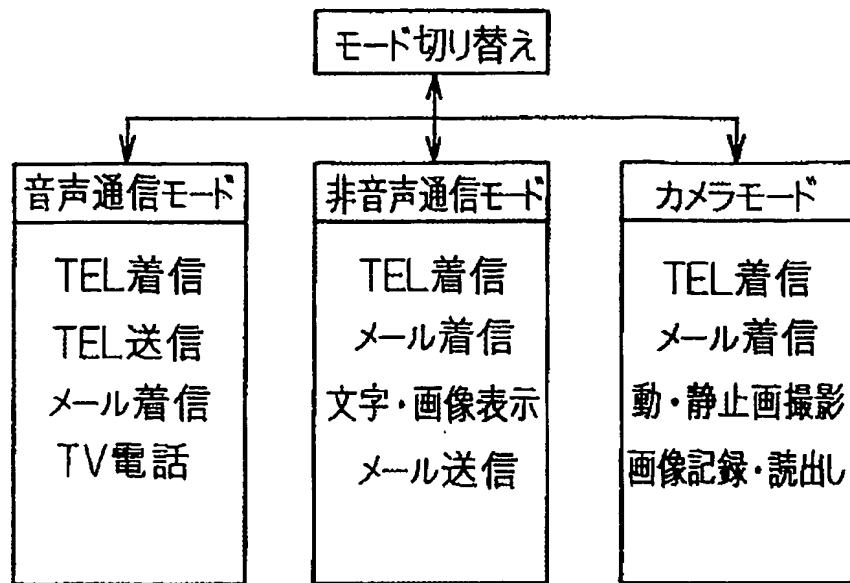 モード切り替え
音声通信モード
TEL着信
TEL送信
メール着信
TV電話
非音声通信モード
TEL着信
メール着信
文字・画像表示
メール送信
カメラモード
TEL着信
メール着信
動・静止画撮影
画像記録・読出し